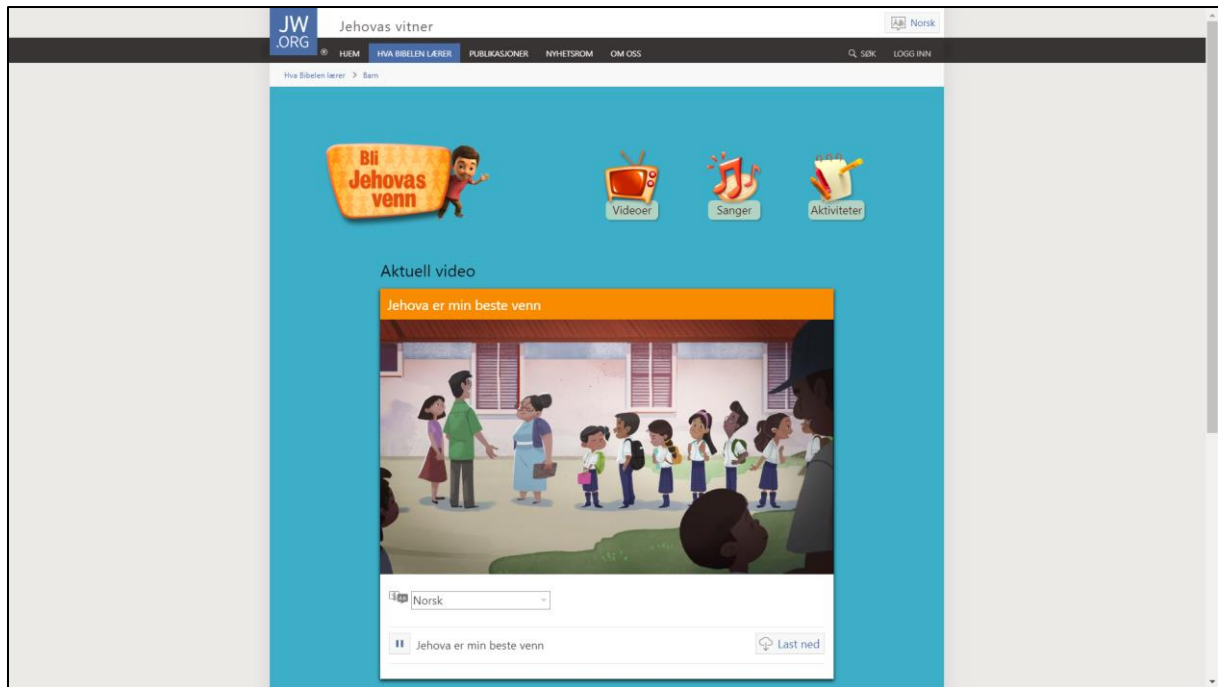 JW
.ORG
®
Jehovas vitner
Norsk
HJEM HVA BIBELEN LÆRER PUBLIKASJONER NYHETSROM OM OSS SØK LOGG INN
Hva Bibelen lærer > Barn
Bli
Jehovas
venn
Videoer Sanger Aktiviteter
Aktuell video
Jehova er min beste venn
Norsk
Jehova er min beste venn Last ned